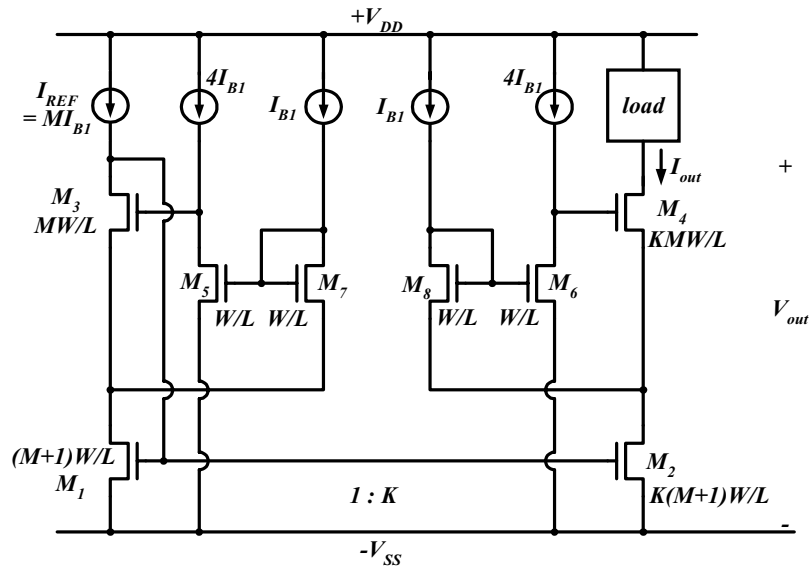 +V_DD
I_REF
= MI_B1
4I_B1
I_B1
I_B1
4I_B1
load
I_out
+
M_3
MW/L
M_4
KMW/L
M_5
M_7
M_8
M_6
W/L
W/L
W/L
W/L
V_out
(M+1)W/L
M_1
M_2
K(M+1)W/L
1 : K
-
-V_SS